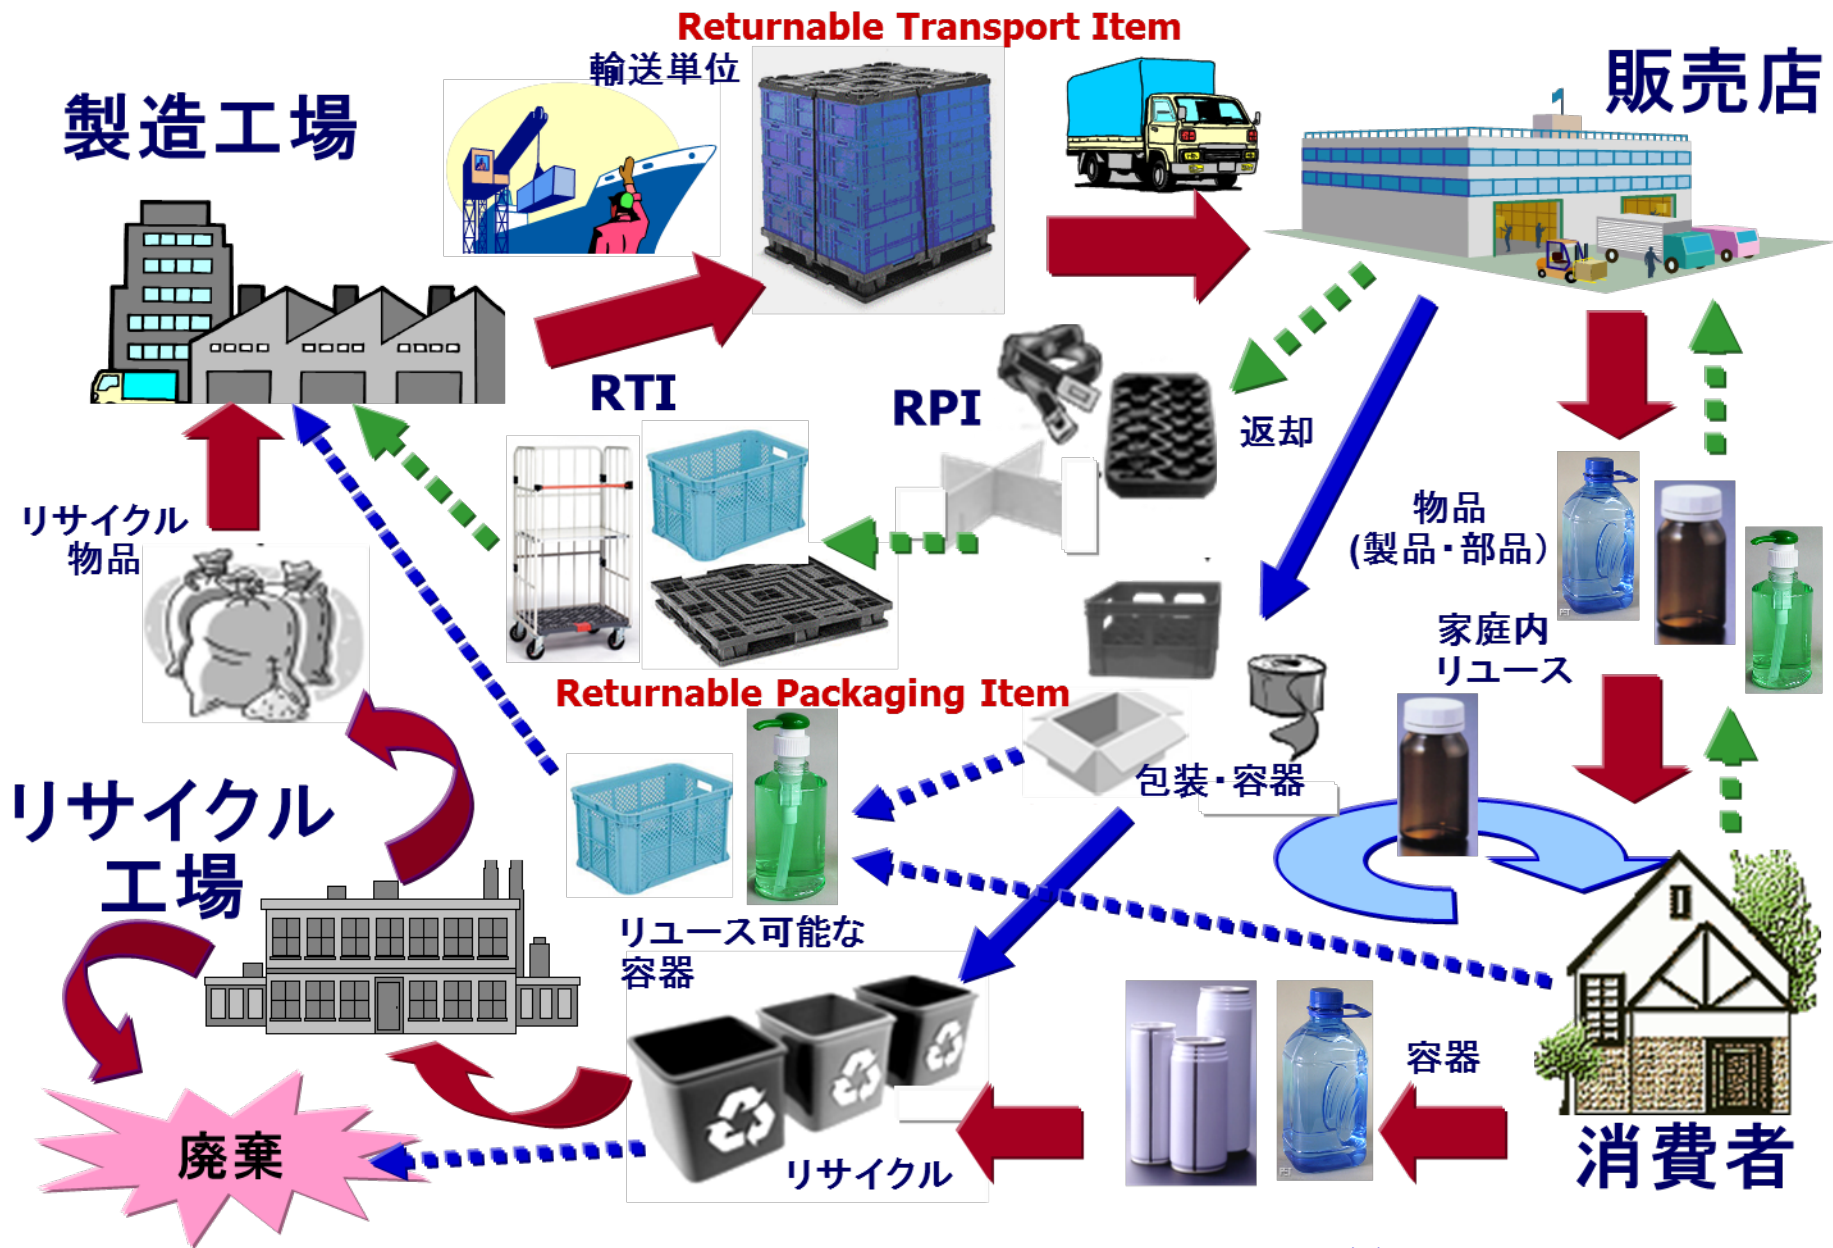 Returnable Transport Item
輸送単位
製造工場
販売店
RTI
RPI
返却
リサイクル
物品
物品
(製品・部品）
家庭内
リユース
Returnable Packaging Item
包装・容器
リサイクル
工場
リユース可能な
容器
容器
廃棄
リサイクル
消費者